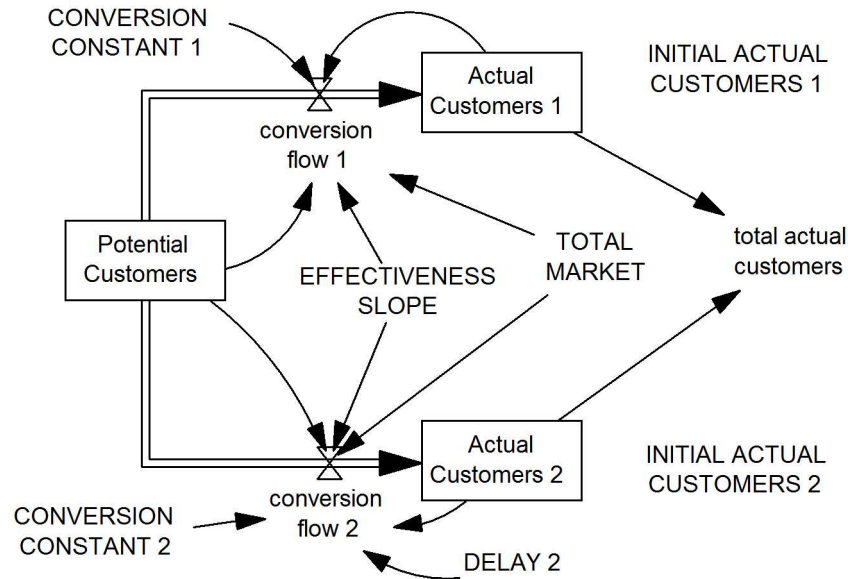 CONVERSION
CONSTANT 1
Actual
Customers 1
INITIAL ACTUAL
CUSTOMERS 1
conversion
flow 1
Potential
Customers
EFFECTIVENESS
SLOPE
TOTAL
MARKET
total actual
customers
Actual
Customers 2
INITIAL ACTUAL
CUSTOMERS 2
conversion
flow 2
CONVERSION
CONSTANT 2
DELAY 2